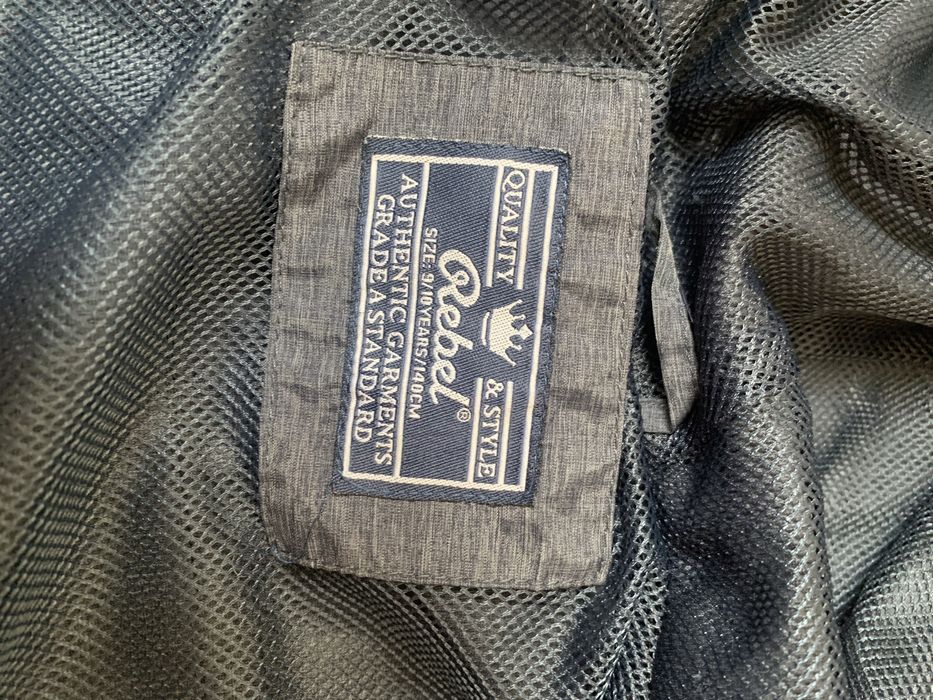 QUALITY & STYLE
Rebel®
SIZE: 9/10 YEARS/140CM
AUTHENTIC GARMENTS
GRADE A STANDARD